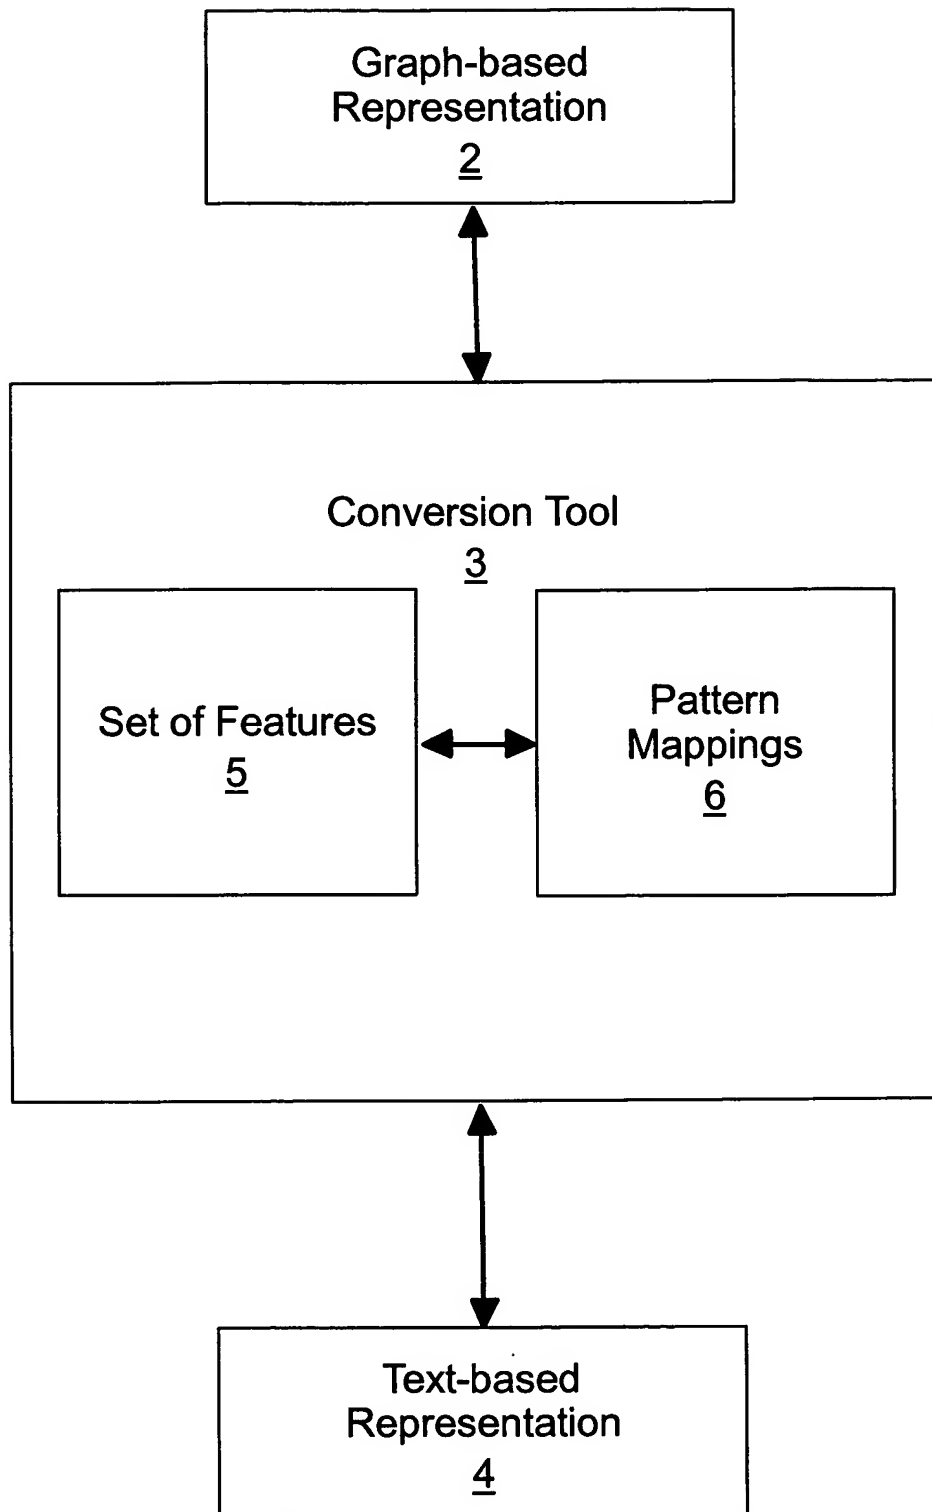 Graph-based
Representation
2
Conversion Tool
3
Set of Features
5
Pattern
Mappings
6
Text-based
Representation
4